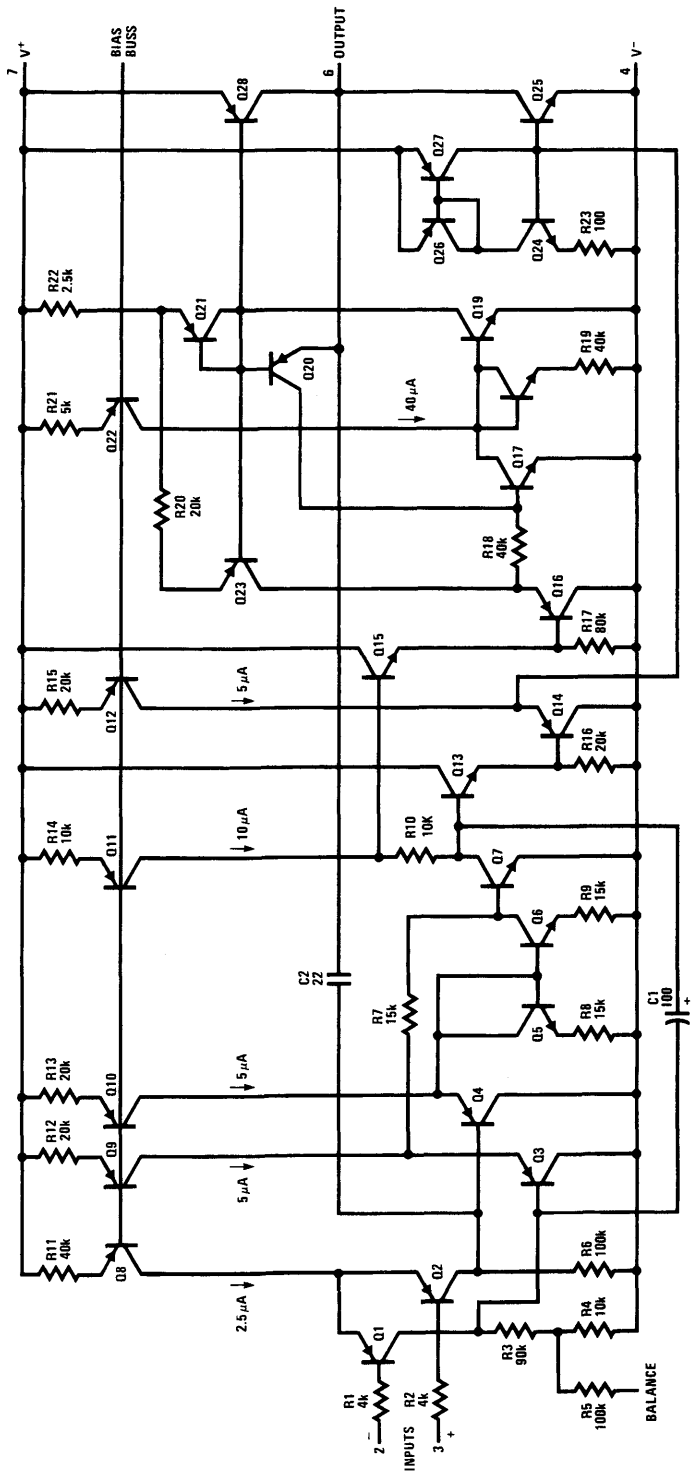 7 V+
BIAS
BUSS
6 OUTPUT
4 V−
R11
40k
R12
20k
R13
20k
R14
10k
R15
20k
R21
5k
R22
2.5k
Q8
Q9
Q10
Q11
Q12
Q22
Q21
Q28
R20
20k
Q23
Q20
2.5µA
5µA
5µA
10µA
5µA
40µA
C2
22
Q15
Q26
Q27
Q1
R1
4k
2 −
INPUTS
R2
4k
3 +
Q2
Q4
Q3
R7
15k
R10
10K
Q13
Q7
Q5
Q6
R18
40k
Q17
Q19
Q24
Q25
R3
90k
R4
10k
R5
100k
BALANCE
R6
100k
R8
15k
R9
15k
Q14
R16
20k
Q16
R17
80k
R19
40k
R23
100
C1
100
+